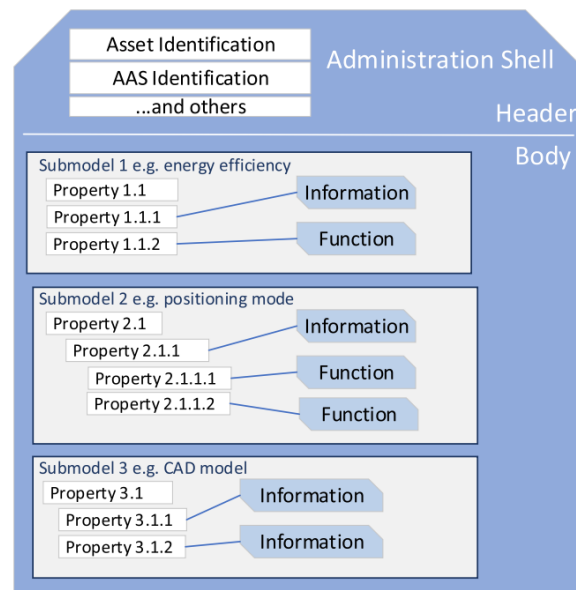 Asset Identification
AAS Identification
...and others
Administration Shell
Header
Body
Submodel 1 e.g. energy efficiency
Property 1.1
Property 1.1.1
Information
Property 1.1.2
Function
Submodel 2 e.g. positioning mode
Property 2.1
Information
Property 2.1.1
Property 2.1.1.1
Function
Property 2.1.1.2
Function
Submodel 3 e.g. CAD model
Property 3.1
Information
Property 3.1.1
Property 3.1.2
Information